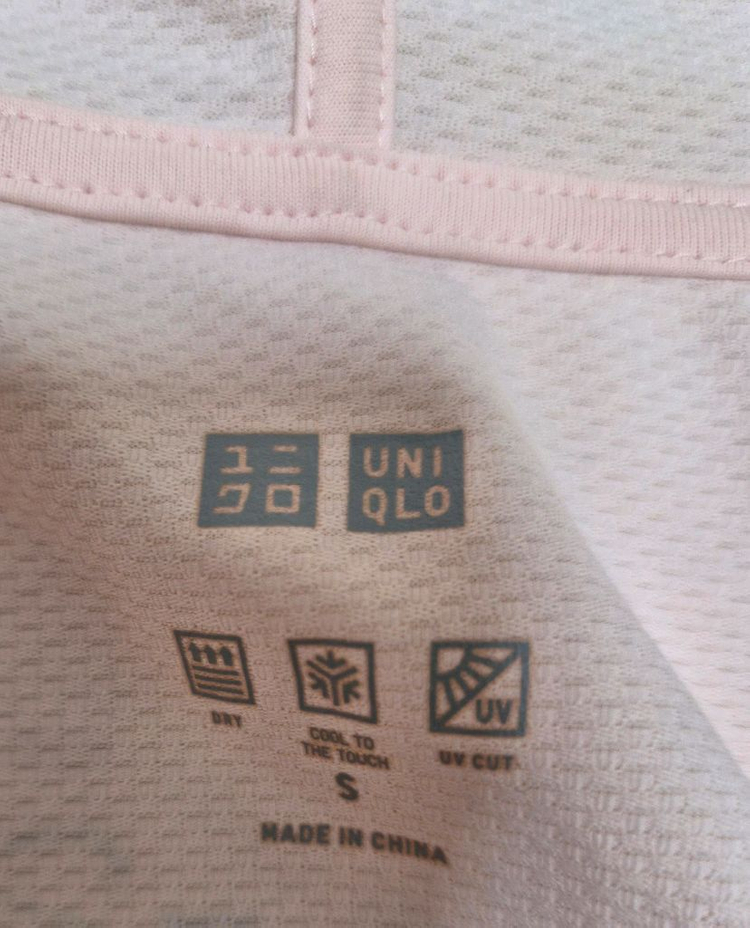 ユニ
クロ
UNI
QLO
UV
DRY
COOL TO
THE TOUCH
UV CUT
S
MADE IN CHINA